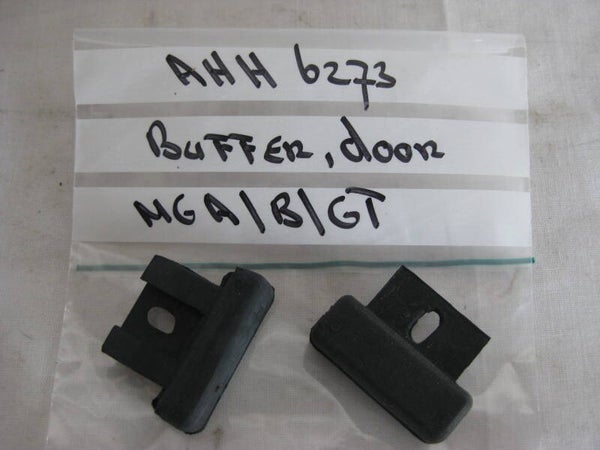 AHH 6273
BUFFER, door
MGA/B/GT